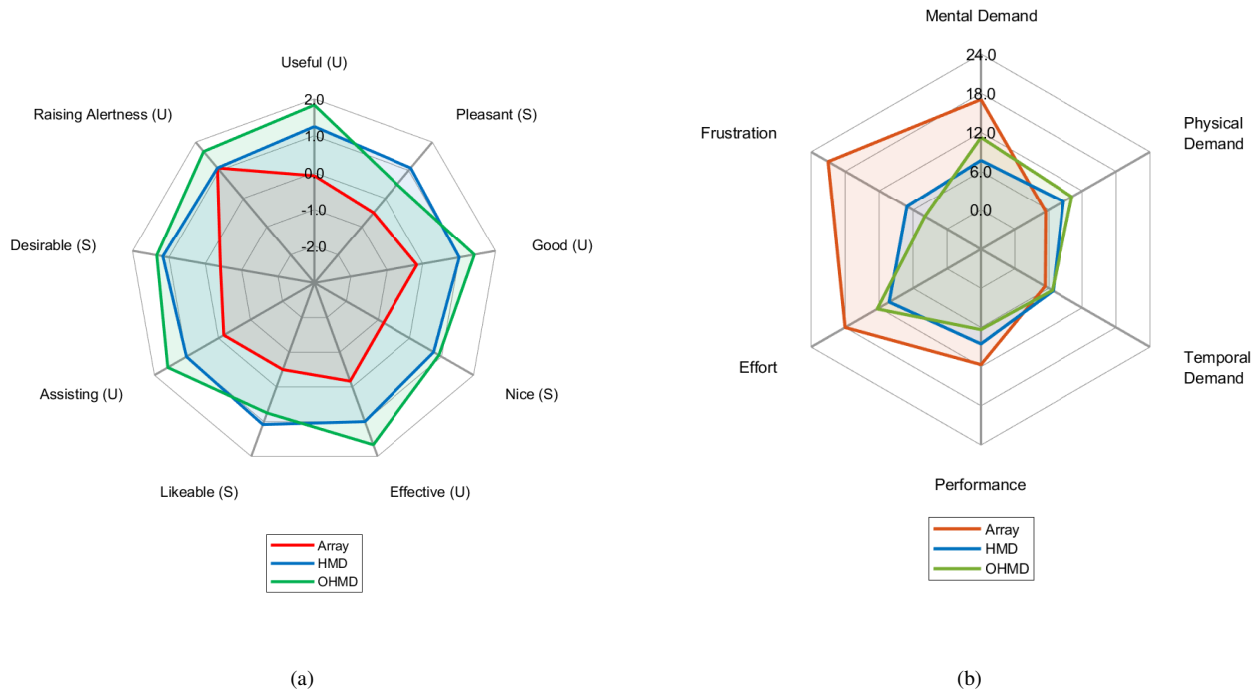 Useful (U)
Pleasant (S)
Good (U)
Nice (S)
Effective (U)
Likeable (S)
Assisting (U)
Desirable (S)
Raising Alertness (U)
2.0
1.0
0.0
-1.0
-2.0
Array
HMD
OHMD
(a)
Mental Demand
Physical
Demand
Temporal
Demand
Performance
Effort
Frustration
24.0
18.0
12.0
6.0
0.0
Array
HMD
OHMD
(b)